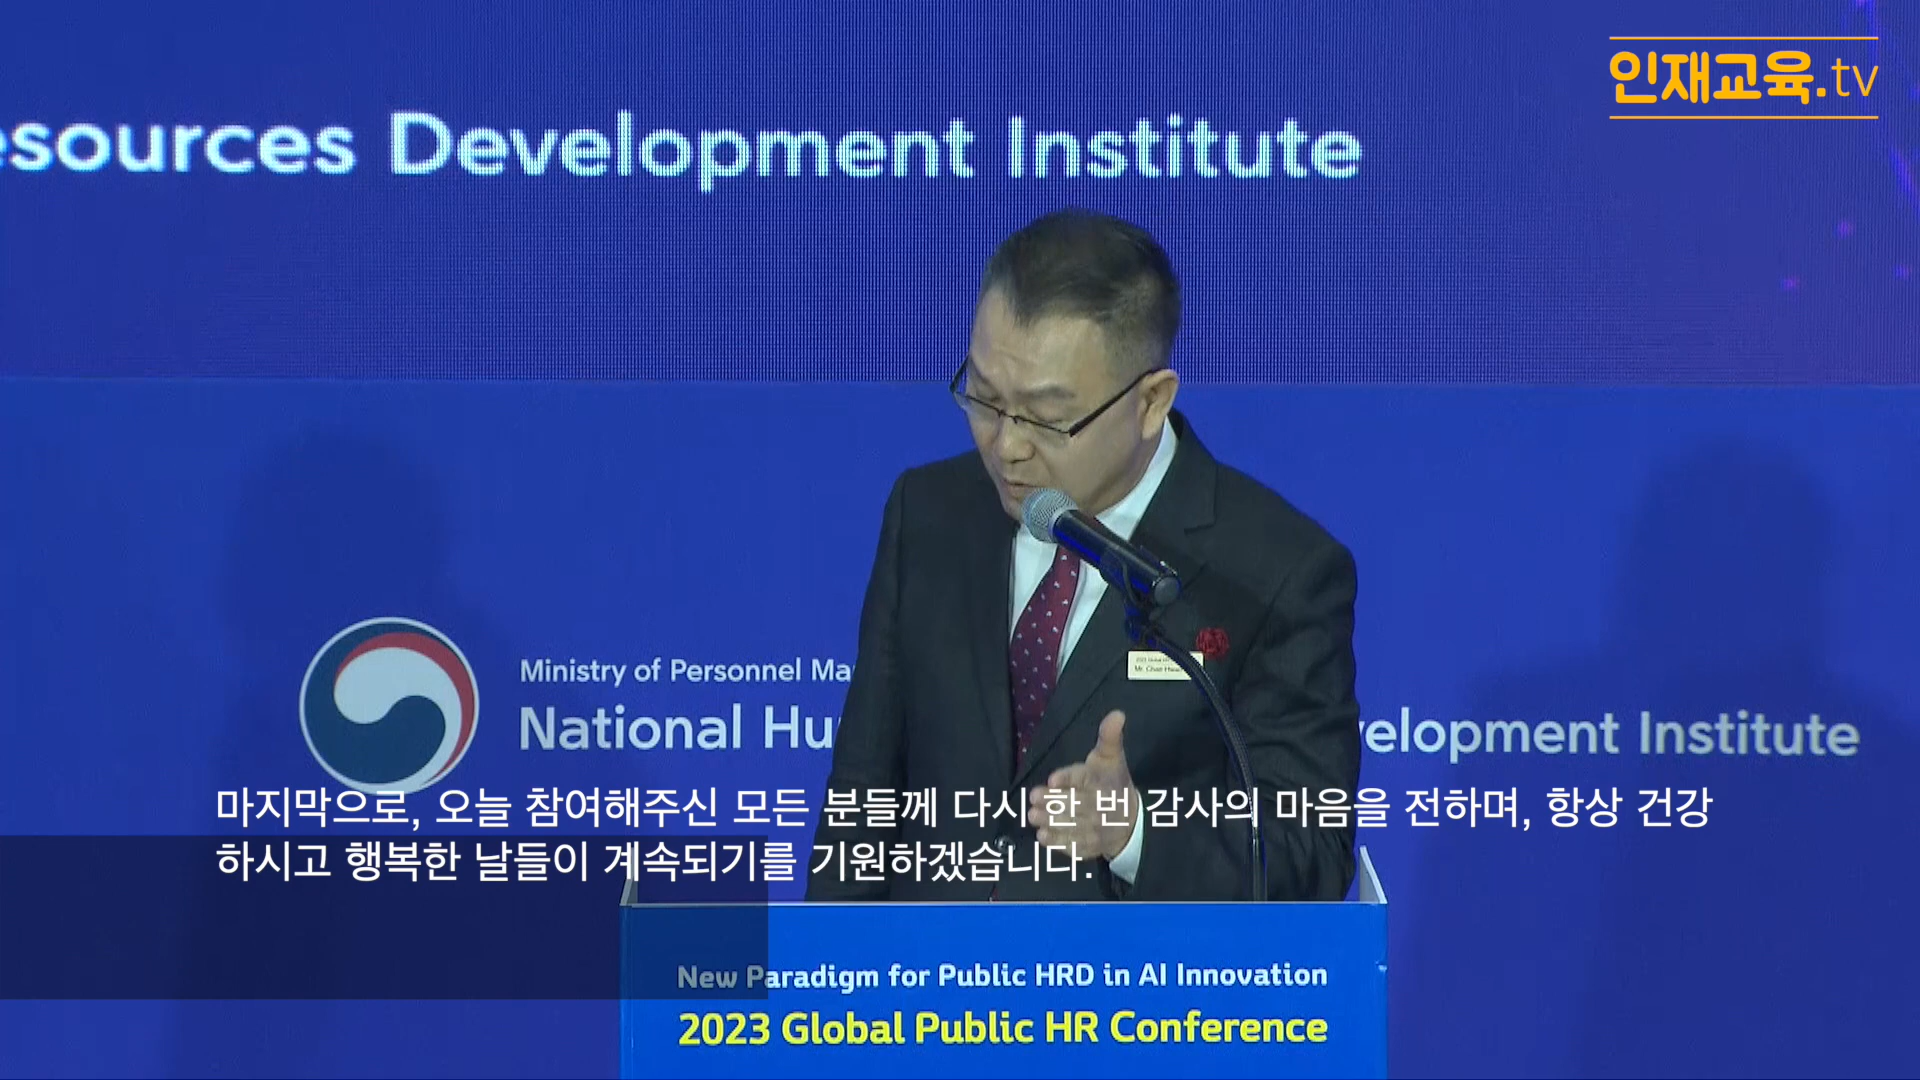 인재교육.tv
esources Development Institute
Ministry of Personnel Ma
National Hu
velopment Institute
Mr.
마지막으로, 오늘 참여해주신 모든 분들께 다시 한 번 감사의 마음을 전하며, 항상 건강
하시고 행복한 날들이 계속되기를 기원하겠습니다.
New Paradigm for Public HRD in AI Innovation
2023 Global Public HR Conference